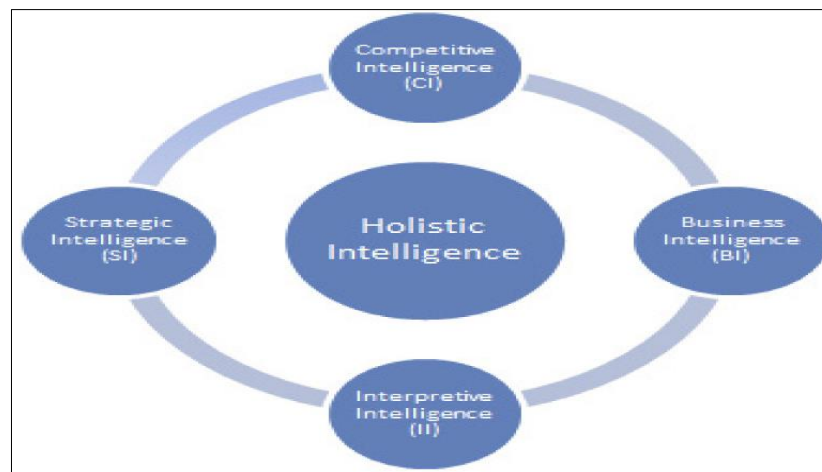 Competitive
Intelligence
(CI)
Strategic
Intelligence
(SI)
Holistic
Intelligence
Business
Intelligence
(BI)
Interpretive
Intelligence
(II)